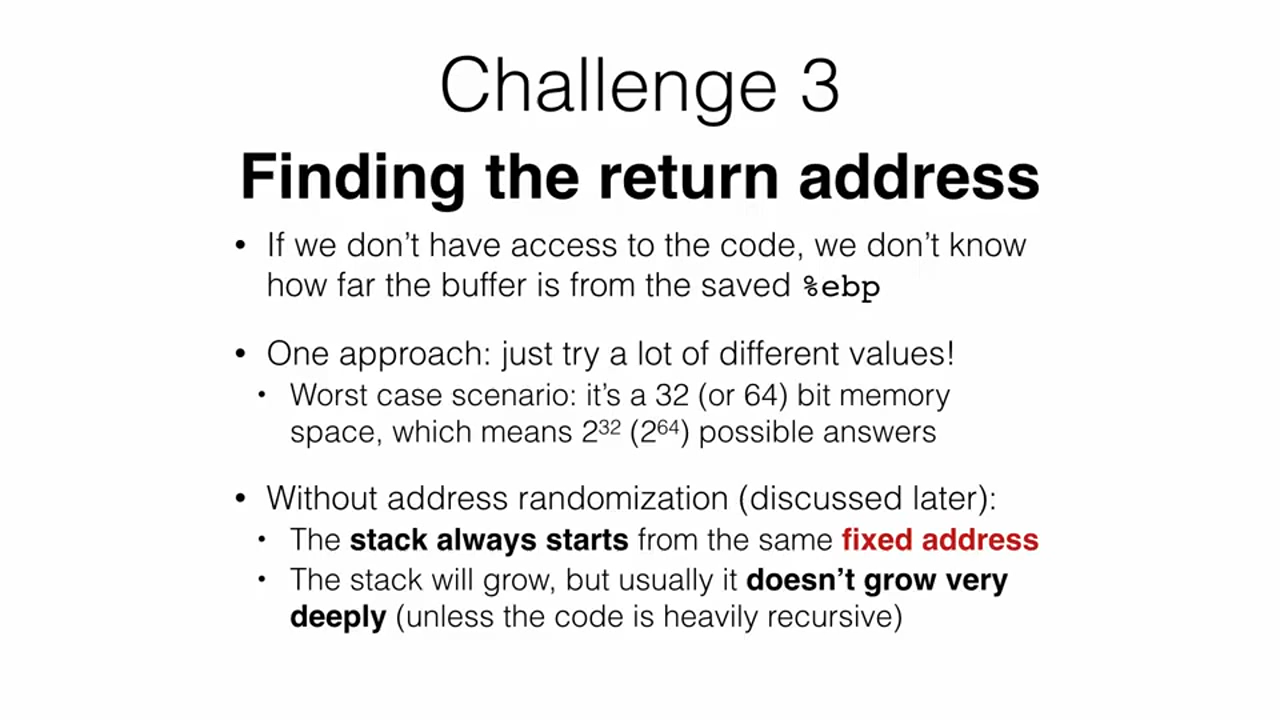 Challenge 3
Finding the return address
• If we don’t have access to the code, we don’t know
how far the buffer is from the saved %ebp
• One approach: just try a lot of different values!
• Worst case scenario: it’s a 32 (or 64) bit memory
space, which means 2³² (2⁶⁴) possible answers
• Without address randomization (discussed later):
• The stack always starts from the same fixed address
• The stack will grow, but usually it doesn’t grow very
deeply (unless the code is heavily recursive)